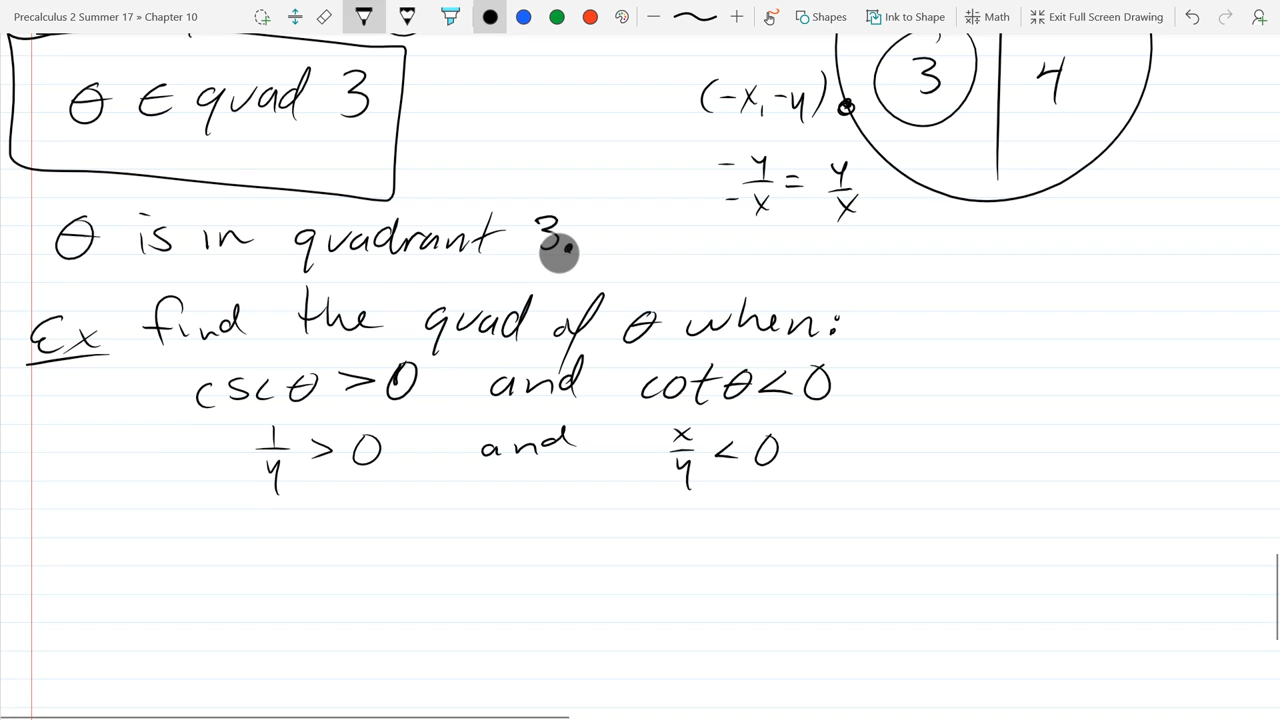 Precalculus 2 Summer 17 » Chapter 10
Shapes
Ink to Shape
Math
Exit Full Screen Drawing
θ ∈ quad 3
3
4
(-x, -y)
-y/-x = y/x
θ is in quadrant 3.
Ex find the quad of θ when:
cscθ > 0 and cotθ < 0
1/y > 0 and x/y < 0